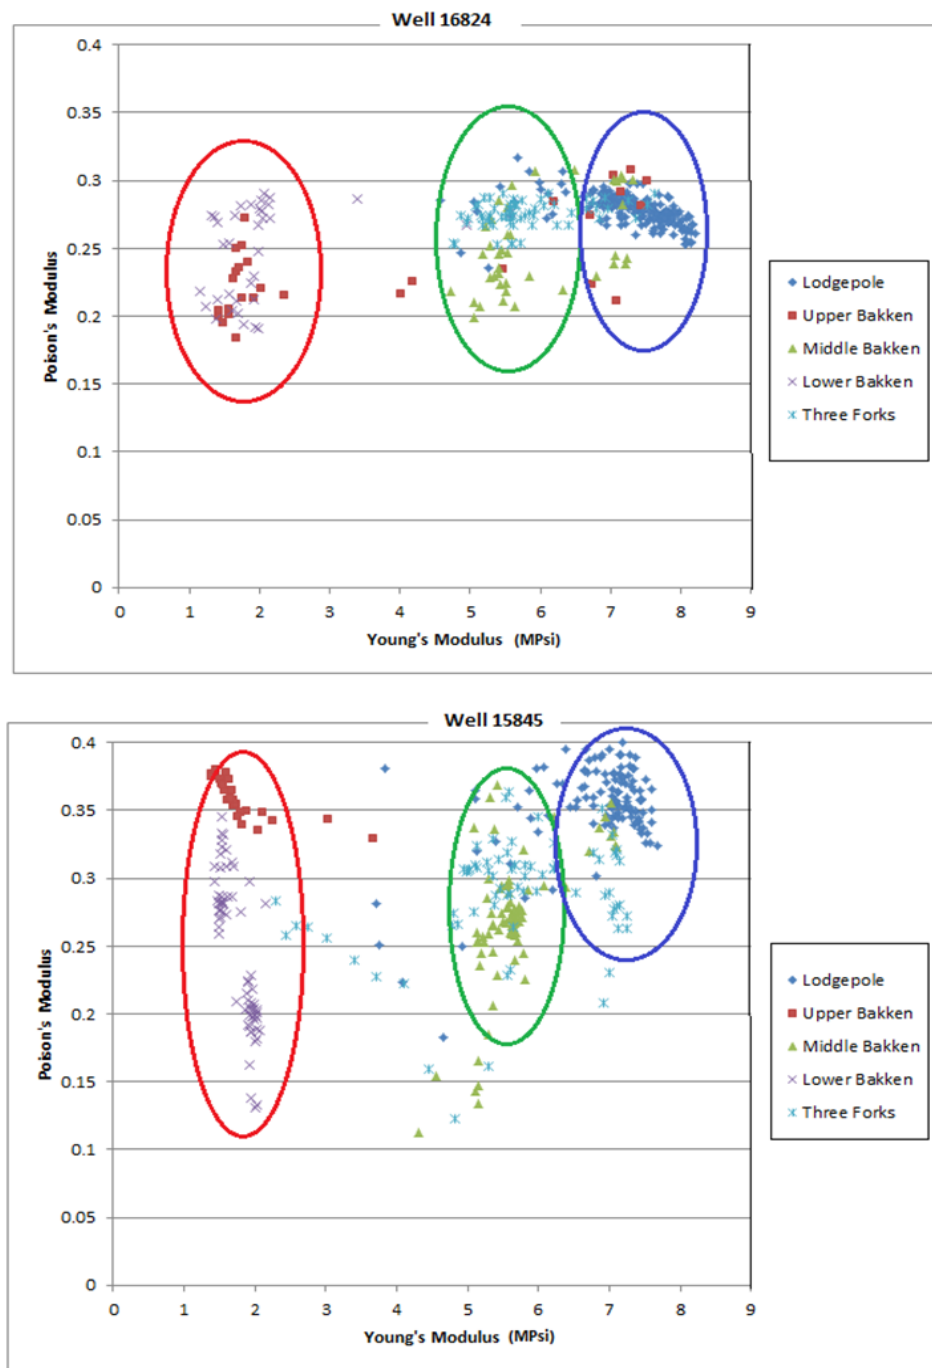 Well 16824
0.4
0.35
0.3
0.25
0.2
0.15
0.1
0.05
0
Poison's Modulus
0 1 2 3 4 5 6 7 8 9
Young's Modulus (MPsi)
Lodgepole
Upper Bakken
Middle Bakken
Lower Bakken
Three Forks
Well 15845
0.4
0.35
0.3
0.25
0.2
0.15
0.1
0.05
0
Poison's Modulus
0 1 2 3 4 5 6 7 8 9
Young's Modulus (MPsi)
Lodgepole
Upper Bakken
Middle Bakken
Lower Bakken
Three Forks